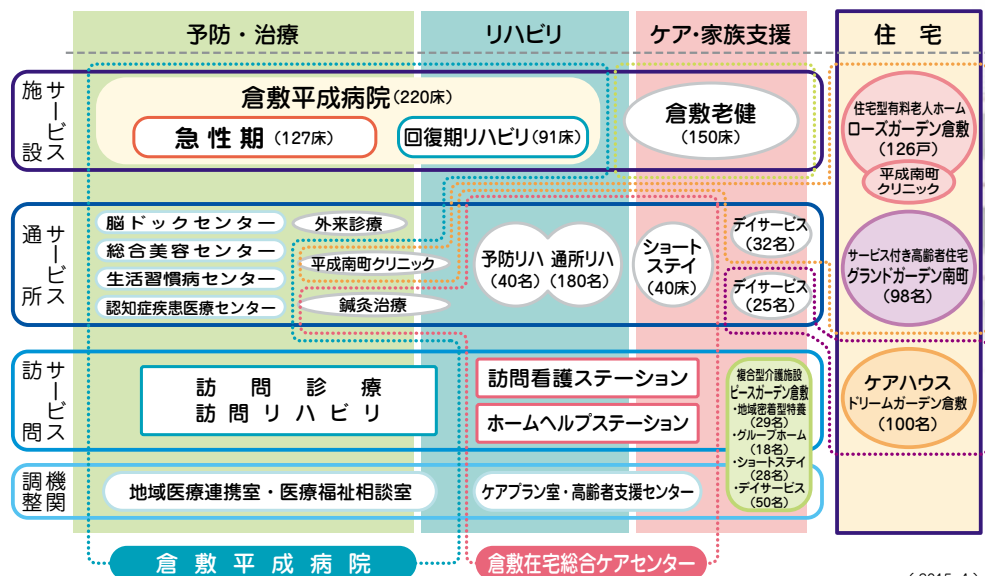 予防・治療
リハビリ
ケア・家族支援
住宅
施設サービス
倉敷平成病院(220床)
急性期(127床)
回復期リハビリ(91床)
倉敷老健
(150床)
住宅型有料老人ホーム
ローズガーデン倉敷
(126戸)
平成南町
クリニック
通所サービス
脳ドックセンター
総合美容センター
生活習慣病センター
認知症疾患医療センター
外来診療
平成南町クリニック
鍼灸治療
予防リハ
(40名)
通所リハ
(180名)
ショート
ステイ
(40床)
デイサービス
(32名)
デイサービス
(25名)
サービス付き高齢者住宅
グランドガーデン南町
(98名)
訪問サービス
訪問診療
訪問リハビリ
訪問看護ステーション
ホームヘルプステーション
複合型介護施設
ピースガーデン倉敷
・地域密着型特養
(29名)
・グループホーム
(18名)
・ショートステイ
(28名)
・デイサービス
(50名)
ケアハウス
ドリームガーデン倉敷
(100名)
調整機関
地域医療連携室・医療福祉相談室
ケアプラン室・高齢者支援センター
倉敷平成病院
倉敷在宅総合ケアセンター